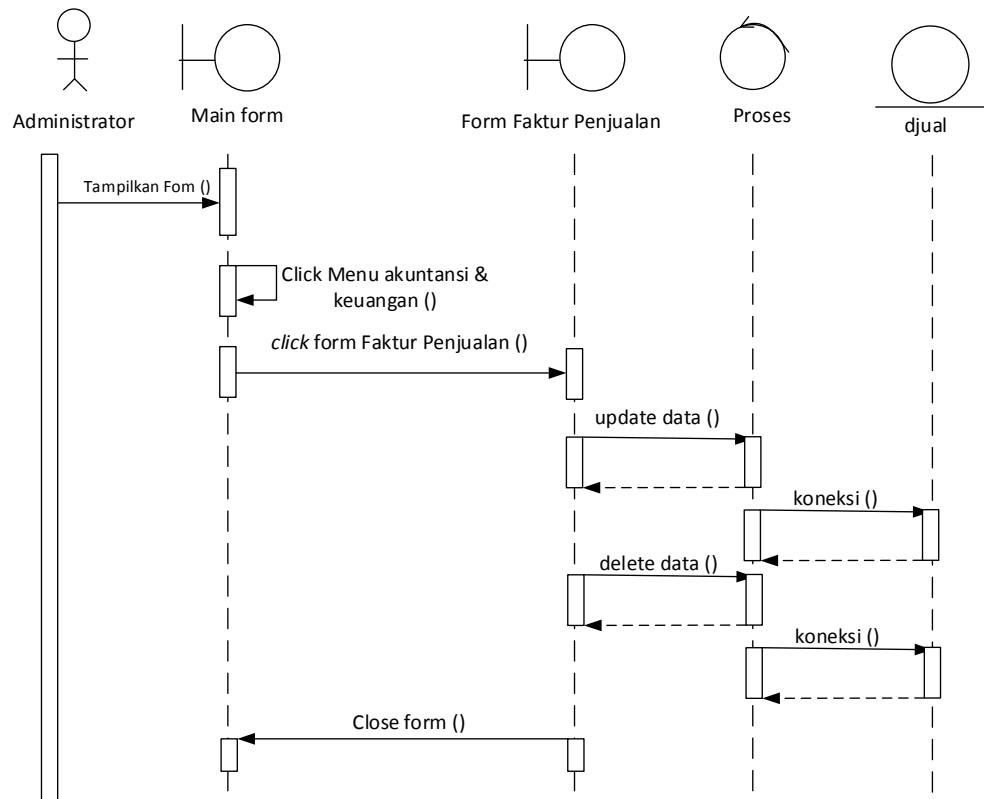 Administrator
Main form
Form Faktur Penjualan
Proses
djual
Tampilkan Fom ()
Click Menu akuntansi &
keuangan ()
click form Faktur Penjualan ()
update data ()
koneksi ()
delete data ()
koneksi ()
Close form ()